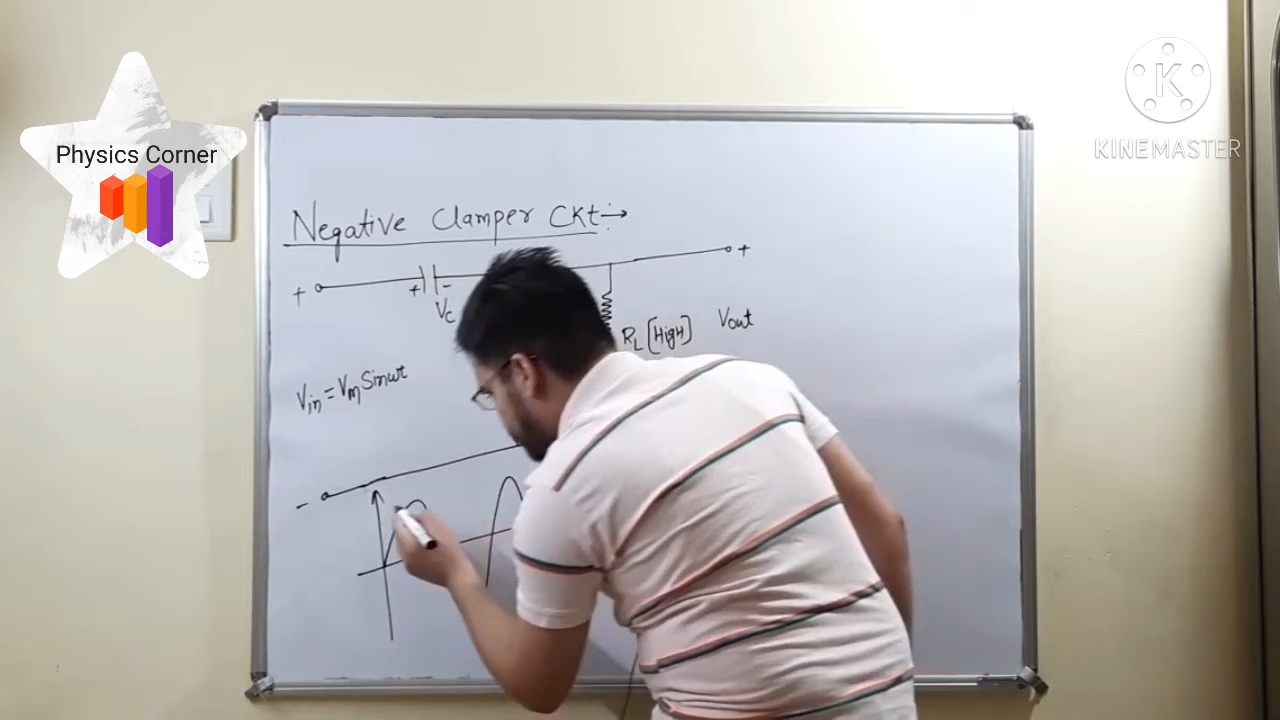 Physics Corner
KINEMASTER
Negative Clamper Ckt:→
+ + - +
Vc
RL [High] Vout
Vin = Vm Sinωt
-